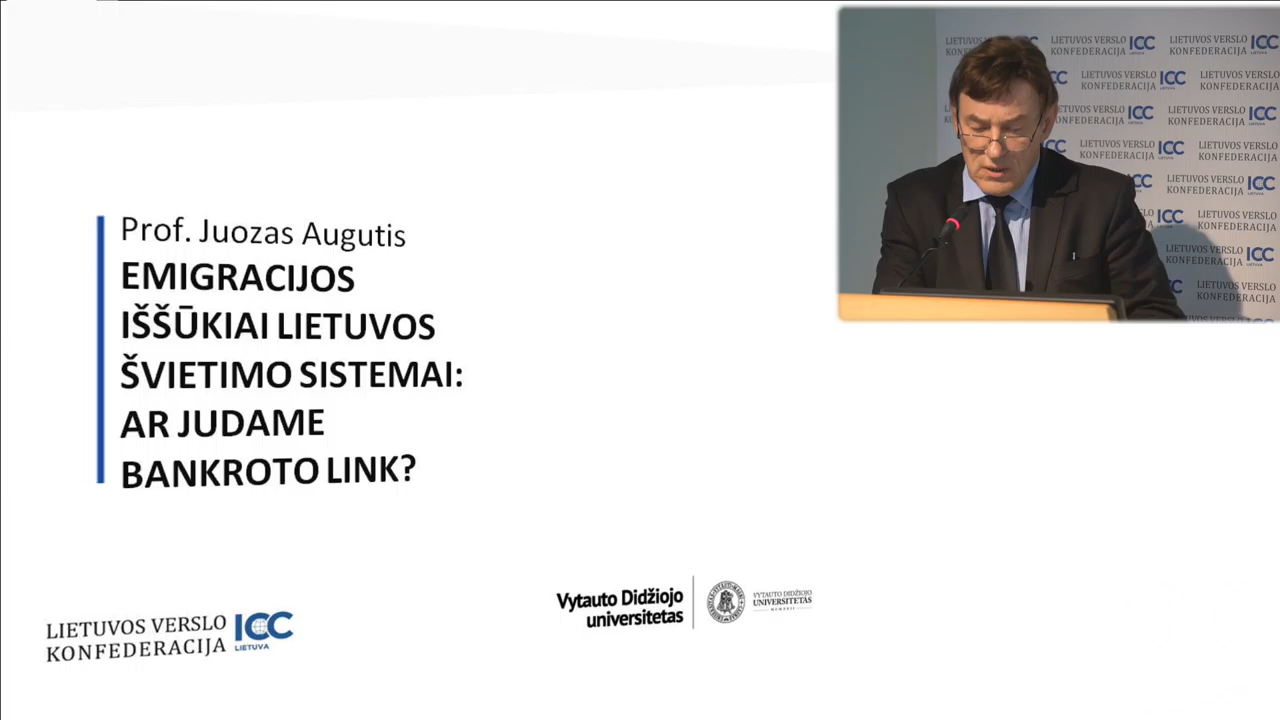 Prof. Juozas Augutis
EMIGRACIJOS
IŠŠŪKIAI LIETUVOS
ŠVIETIMO SISTEMAI:
AR JUDAME
BANKROTO LINK?
LIETUVOS VERSLO
KONFEDERACIJA
ICC
LIETUVA
Vytauto Didžiojo
universitetas
VYTAUTO DIDŽIOJO
UNIVERSITETAS
LIETUVOS VERSLO
KONFEDERACIJA
ICC
LIETUVA